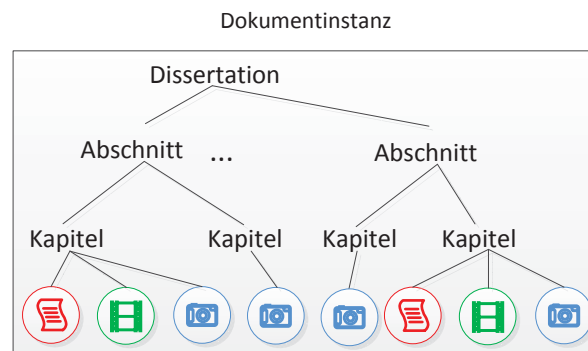 Dokumentinstanz
Dissertation
Abschnitt ... Abschnitt
Kapitel Kapitel Kapitel Kapitel